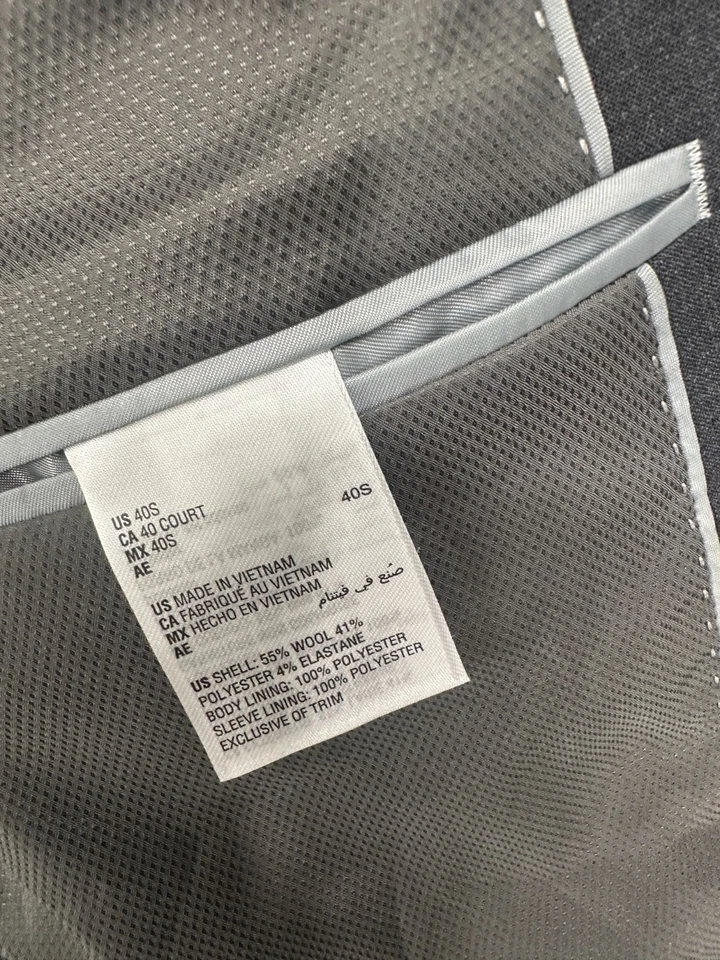 US 40S
CA 40 COURT
MX 40S
AE 40S
US MADE IN VIETNAM
CA FABRIQUÉ AU VIETNAM
MX HECHO EN VIETNAM
AE صُنع في فيتنام
US SHELL: 55% WOOL 41%
POLYESTER 4% ELASTANE
BODY LINING: 100% POLYESTER
SLEEVE LINING: 100% POLYESTER
EXCLUSIVE OF TRIM